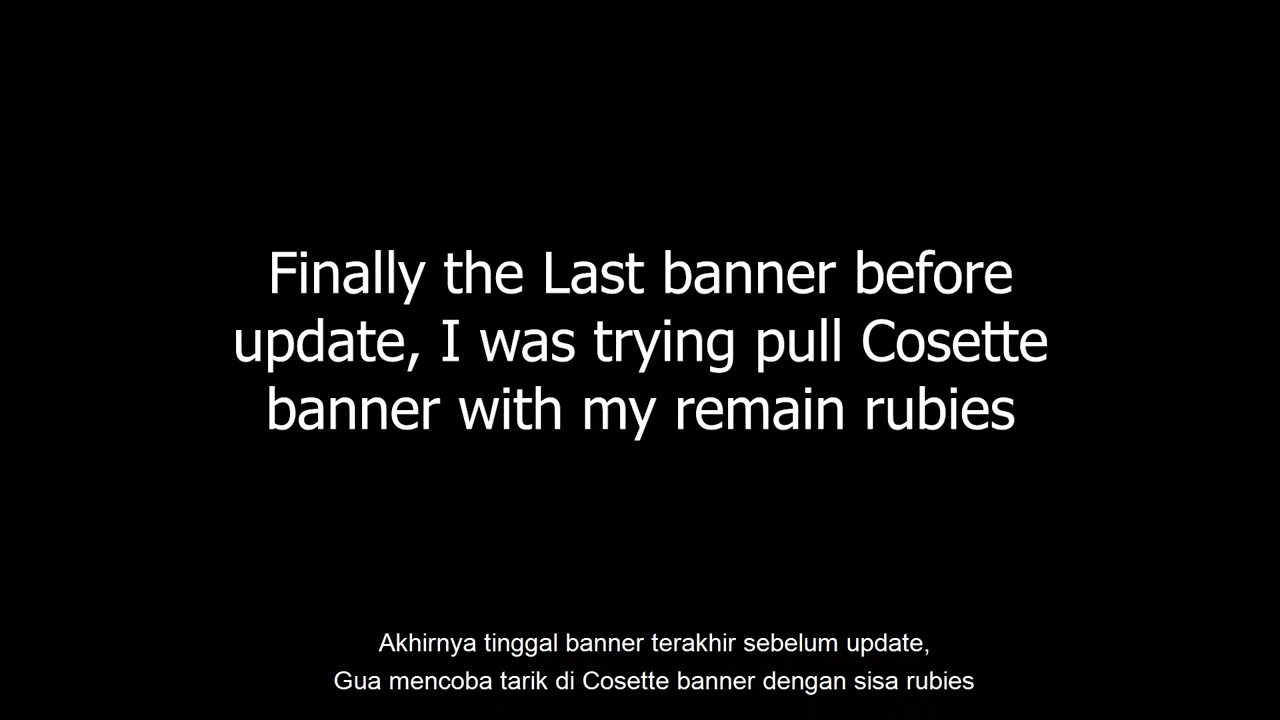 Finally the Last banner before
update, I was trying pull Cosette
banner with my remain rubies
Akhirnya tinggal banner terakhir sebelum update,
Gua mencoba tarik di Cosette banner dengan sisa rubies